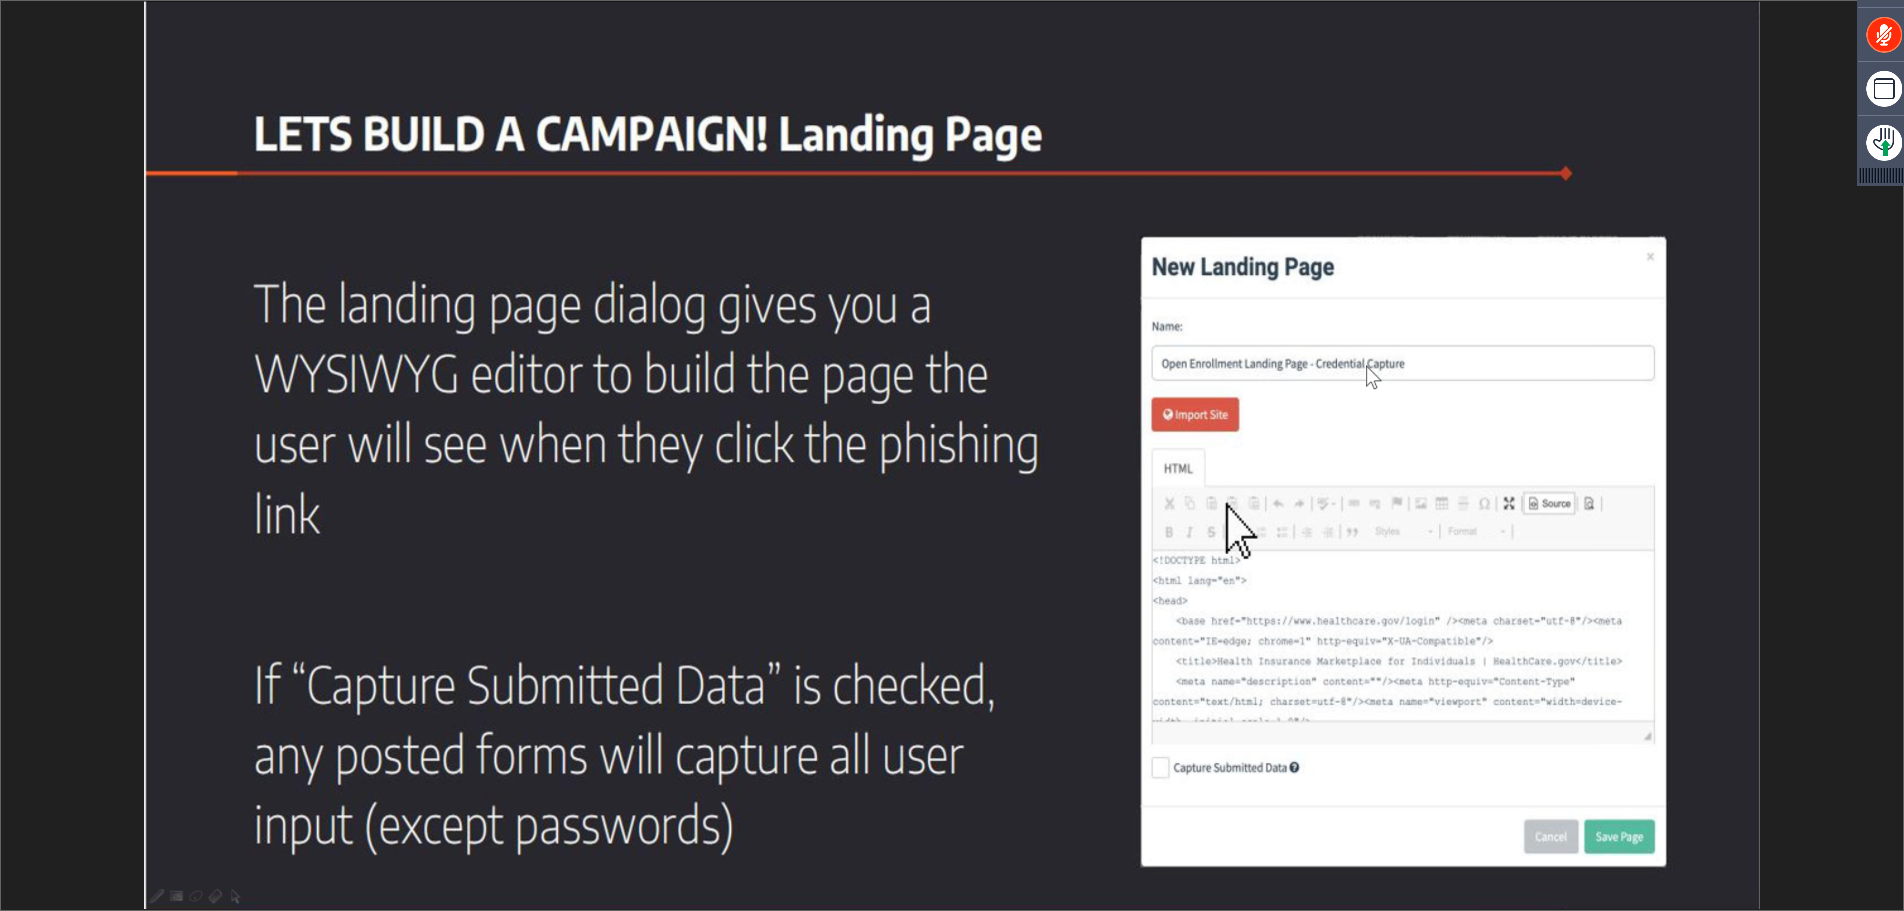 LETS BUILD A CAMPAIGN! Landing Page
The landing page dialog gives you a
WYSIWYG editor to build the page the
user will see when they click the phishing
link
If “Capture Submitted Data” is checked,
any posted forms will capture all user
input (except passwords)
New Landing Page
Name:
Open Enrollment Landing Page - Credential Capture
Import Site
HTML
Source
B I S Styles Format
<!DOCTYPE html>
<html lang="en">
<head>
<base href="https://www.healthcare.gov/login" /><meta charset="utf-8"/><meta
content="IE=edge; chrome=1" http-equiv="X-UA-Compatible"/>
<title>Health Insurance Marketplace for Individuals | HealthCare.gov</title>
<meta name="description" content=""/><meta http-equiv="Content-Type"
content="text/html; charset=utf-8"/><meta name="viewport" content="width=device-
Capture Submitted Data
Cancel Save Page